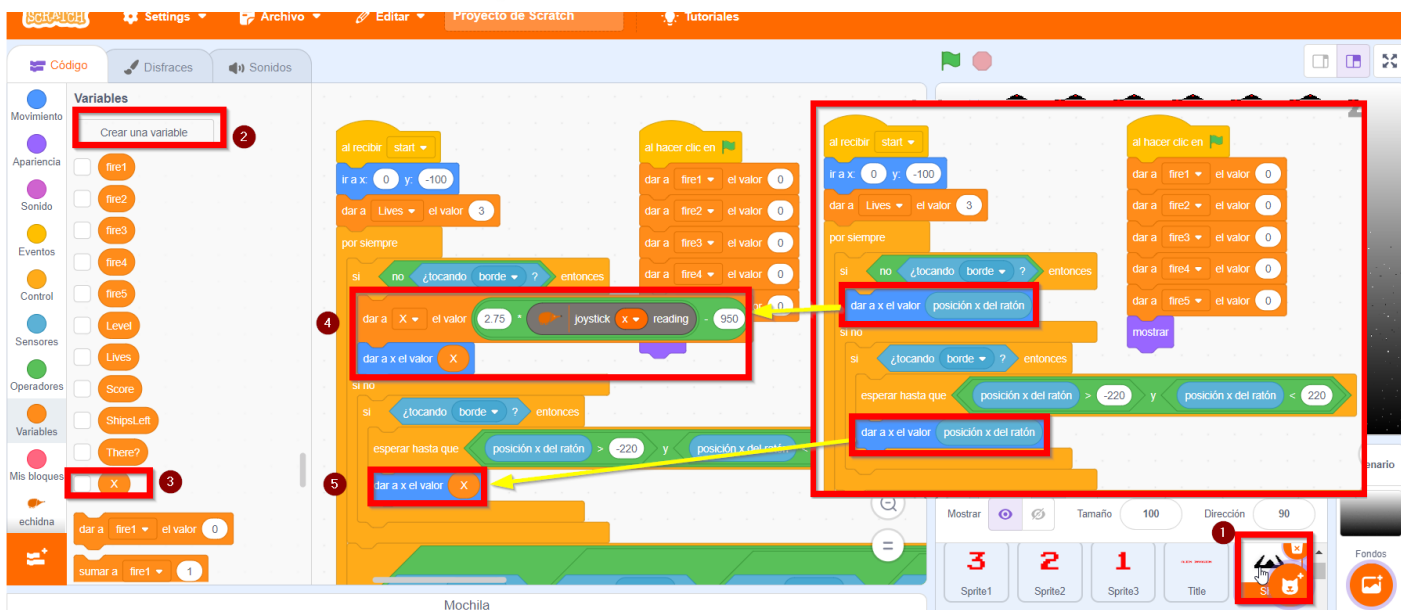 SCRATCH Settings Archivo Editar Proyecto de Scratch Tutoriales
Código Disfraces Sonidos
Movimiento
Apariencia
Sonido
Eventos
Control
Sensores
Operadores
Variables
Mis bloques
echidna
Variables
Crear una variable 2
fire1
fire2
fire3
fire4
fire5
Level
Lives
Score
ShipsLeft
There?
X 3
dar a fire1 el valor 0
sumar a fire1 1
al recibir start
ir a x: 0 y: -100
dar a Lives el valor 3
por siempre
si no ¿tocando borde ? entonces
4 dar a X el valor 2.75 * joystick x reading - 950
dar a x el valor X
si no
si ¿tocando borde ? entonces
esperar hasta que posición x del ratón > -220 y posición x del ratón <
5 dar a x el valor X
al hacer clic en
dar a fire1 el valor 0
dar a fire2 el valor 0
dar a fire3 el valor 0
dar a fire4 el valor 0
0
al recibir start
ir a x: 0 y: -100
dar a Lives el valor 3
por siempre
si no ¿tocando borde ? entonces
dar a x el valor posición x del ratón
si no
si ¿tocando borde ? entonces
esperar hasta que posición x del ratón > -220 y posición x del ratón < 220
dar a x el valor posición x del ratón
al hacer clic en
dar a fire1 el valor 0
dar a fire2 el valor 0
dar a fire3 el valor 0
dar a fire4 el valor 0
dar a fire5 el valor 0
mostrar
enario
Mostrar Tamaño 100 Dirección 90
1
3 2 1
Sprite1 Sprite2 Sprite3 Title
Fondos
Mochila